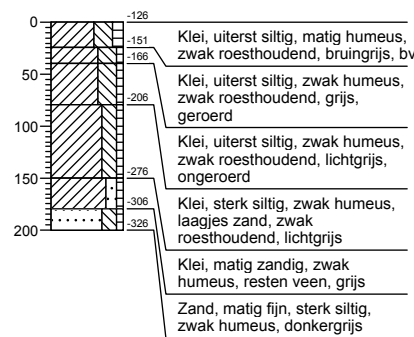 0
-126
Klei, uiterst siltig, matig humeus,
zwak roesthoudend, bruingrijs, bv
-151
-166
Klei, uiterst siltig, zwak humeus,
zwak roesthoudend, grijs,
geroerd
50
-206
Klei, uiterst siltig, zwak humeus,
zwak roesthoudend, lichtgrijs,
ongeroerd
100
-276
Klei, sterk siltig, zwak humeus,
laagjes zand, zwak
roesthoudend, lichtgrijs
150
-306
Klei, matig zandig, zwak
humeus, resten veen, grijs
200
-326
Zand, matig fijn, sterk siltig,
zwak humeus, donkergrijs